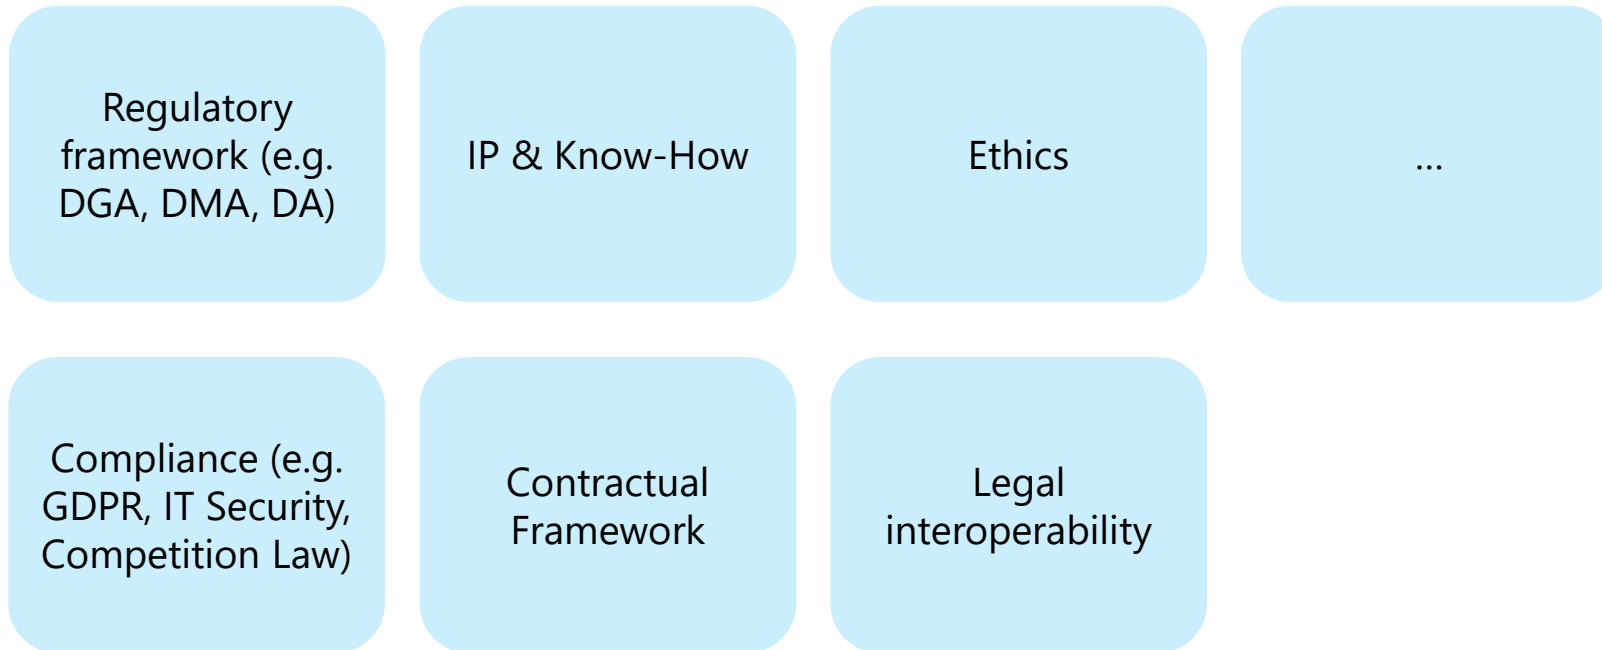 Regulatory
framework (e.g.
DGA, DMA, DA)
IP & Know-How
Ethics
...
Compliance (e.g.
GDPR, IT Security,
Competition Law)
Contractual
Framework
Legal
interoperability